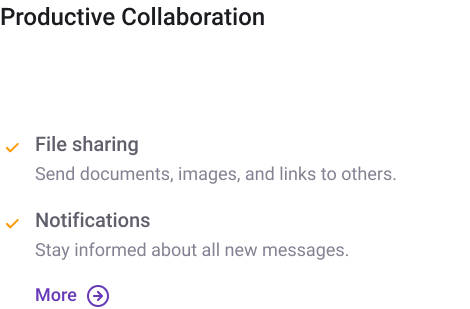 Productive Collaboration
File sharing
Send documents, images, and links to others.
Notifications
Stay informed about all new messages.
More